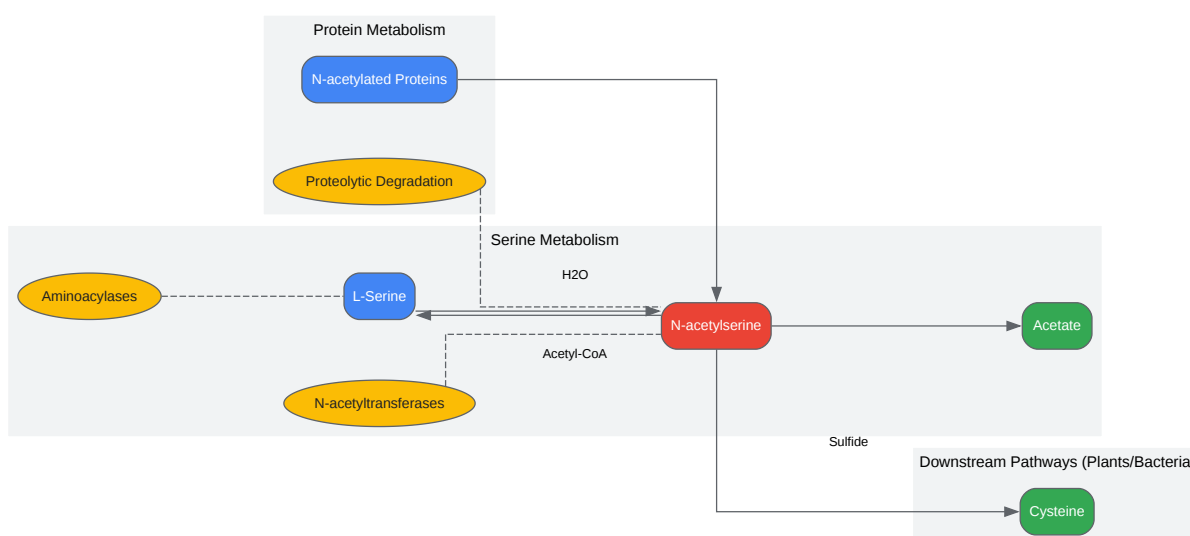 Protein Metabolism
N-acetylated Proteins
Proteolytic Degradation
Serine Metabolism
H2O
Aminoacylases
L-Serine
N-acetylserine
Acetate
Acetyl-CoA
N-acetyltransferases
Sulfide
Downstream Pathways (Plants/Bacteria
Cysteine